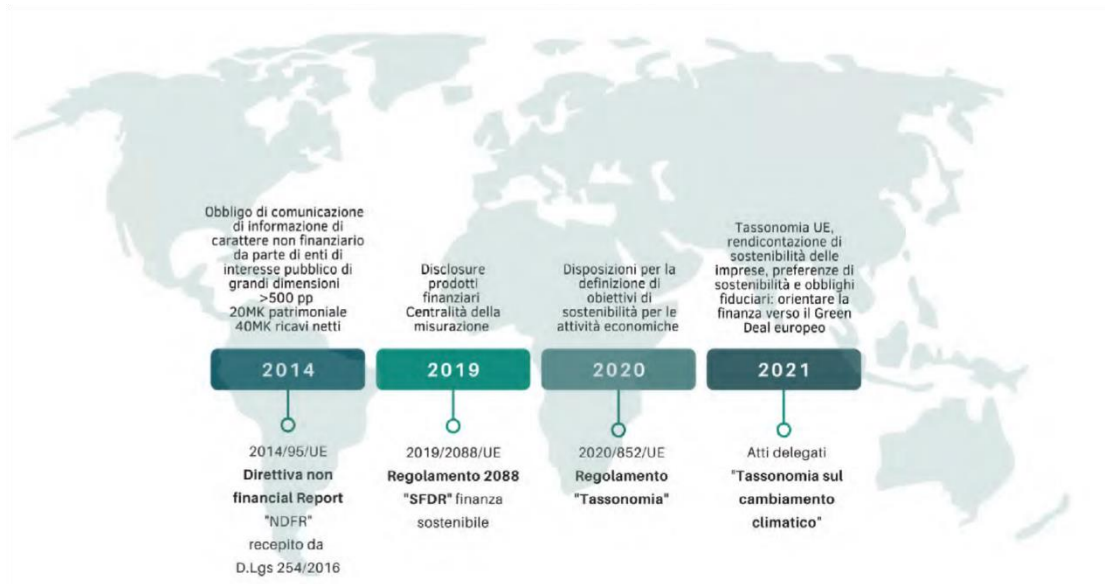 Obbligo di comunicazione
di informazione di
carattere non finanziario
da parte di enti di
interesse pubblico di
grandi dimensioni
>500 pp
20MK patrimoniale
40MK ricavi netti
2014
2014/95/UE
Direttiva non
financial Report
"NDFR"
recepito da
D.Lgs 254/2016
Disclosure
prodotti
finanziari
Centralità della
misurazione
2019
2019/2088/UE
Regolamento 2088
"SFDR" finanza
sostenibile
Disposizioni per la
definizione di
obiettivi di
sostenibilità per le
attività economiche
2020
2020/852/UE
Regolamento
"Tassonomia"
Tassonomia UE,
rendicontazione di
sostenibilità delle
imprese, preferenze di
sostenibilità e obblighi
fiduciari: orientare la
finanza verso il Green
Deal europeo
2021
Atti delegati
"Tassonomia sul
cambiamento
climatico"